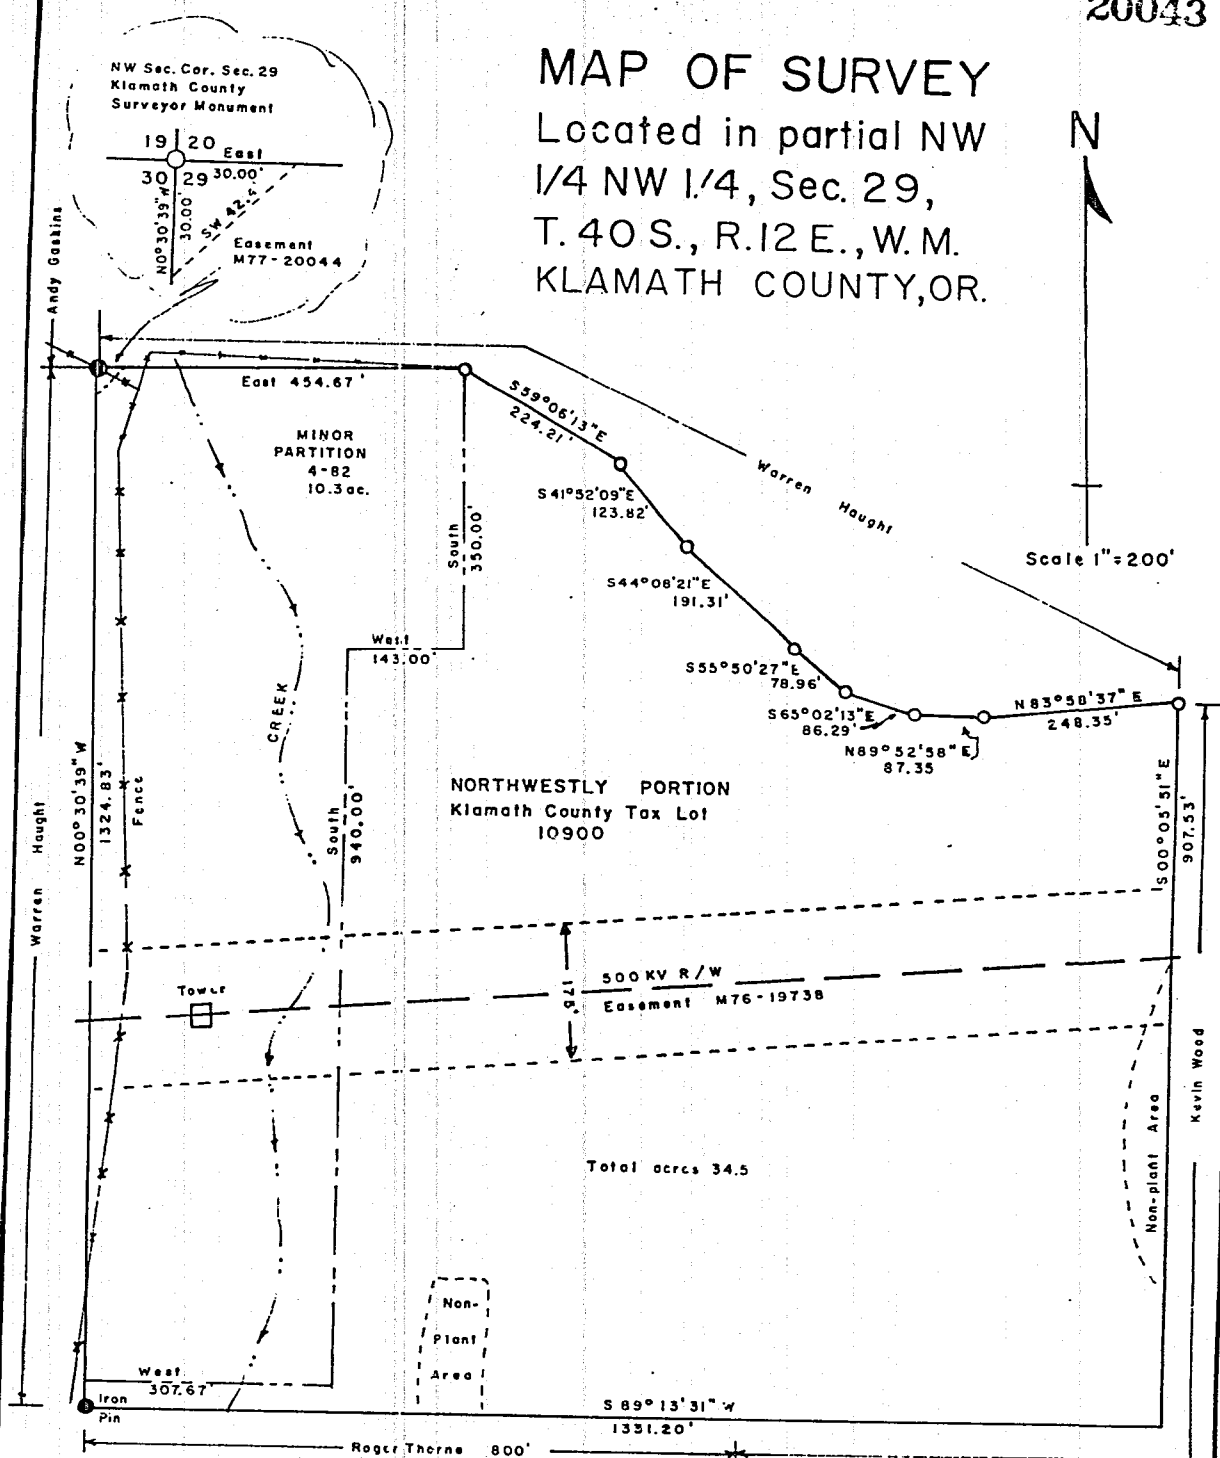 20043
MAP OF SURVEY
Located in partial NW
1/4 NW 1/4, Sec. 29,
T. 40 S., R. 12 E., W. M.
KLAMATH COUNTY, OR.
N
Scale 1"=200'
NW Sec. Cor. Sec. 29
Klamath County
Surveyor Monument
19 20
East
30 29 30.00'
N0°30'39"W
30.00'
SW 42.4'
Easement
M77-20044
Andy Gaskins
East 454.67'
S59°06'13"E
224.21'
MINOR
PARTITION
4-82
10.3 ac.
S41°52'09"E
123.82'
Warren Haught
South
350.00'
S44°08'21"E
191.31'
West
143.00'
S55°50'27"E
78.96'
S65°02'13"E
86.29'
N89°52'58"E
87.35
N83°58'37"E
248.35'
CREEK
N00°30'39"W
1324.83'
Fence
Warren Haught
South
940.00'
NORTHWESTLY PORTION
Klamath County Tax Lot
10900
S00°05'51"E
907.53'
500 KV R/W
Easement M76-19738
175'
Tower
Kevin Wood
Non-plant Area
Total acres 34.5
Non-
Plant
Area
West
307.67'
Iron
Pin
S 89°13'31" W
1331.20'
Roger Thorne 800'